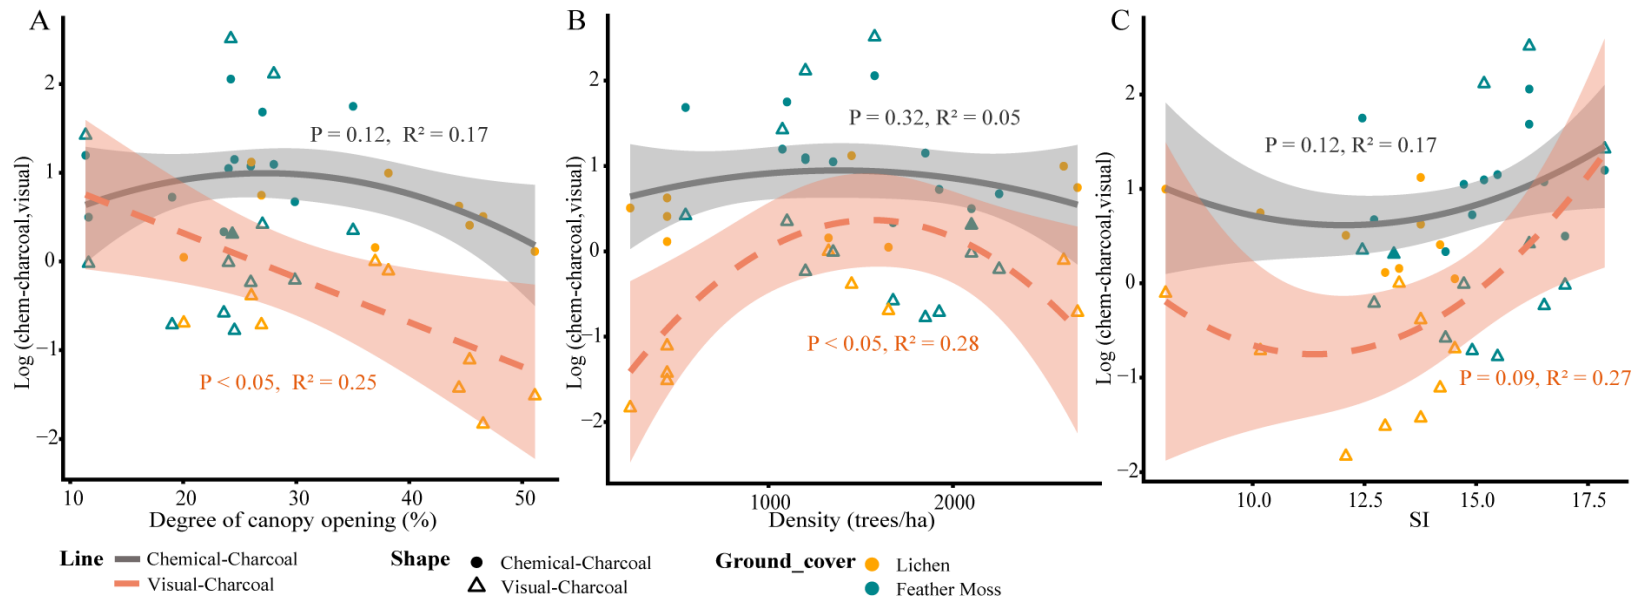 A
B
C
Log (chem-charcoal,visual)
2
1
0
−1
−2
P = 0.12, R² = 0.17
P < 0.05, R² = 0.25
10
20
30
40
50
Degree of canopy opening (%)
Log (chem-charcoal,visual)
2
1
0
−1
−2
P = 0.32, R² = 0.05
P < 0.05, R² = 0.28
1000
2000
Density (trees/ha)
Log (chem-charcoal,visual)
2
1
0
−1
−2
P = 0.12, R² = 0.17
P = 0.09, R² = 0.27
10.0
12.5
15.0
17.5
SI
Line
Chemical-Charcoal
Visual-Charcoal
Shape
Chemical-Charcoal
Visual-Charcoal
Ground_cover
Lichen
Feather Moss